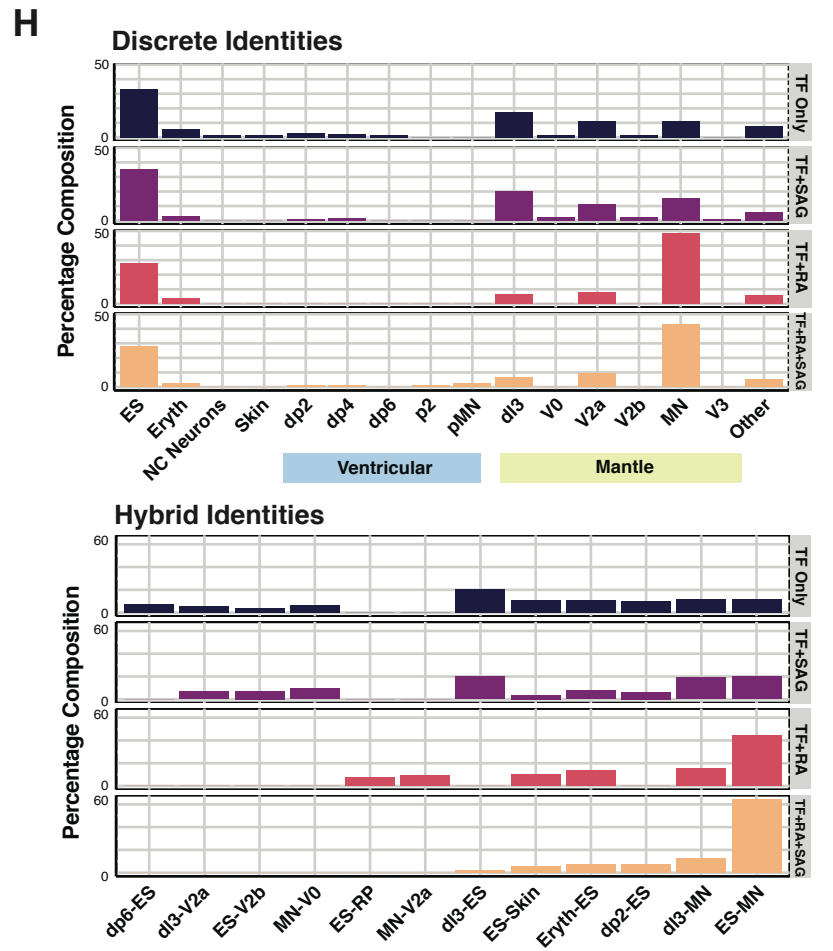 H
Discrete Identities
Percentage Composition
50
0
TF Only
50
0
TF+SAG
50
0
TF+RA
50
0
TF+RA+SAG
ES
Eryth
NC Neurons
Skin
dp2
dp4
dp6
p2
pMN
dI3
V0
V2a
V2b
MN
V3
Other
Ventricular
Mantle
Hybrid Identities
Percentage Composition
60
0
TF Only
60
0
TF+SAG
60
0
TF+RA
60
0
TF+RA+SAG
dp6-ES
dI3-V2a
ES-V2b
MN-V0
ES-RP
MN-V2a
dI3-ES
ES-Skin
Eryth-ES
dp2-ES
dI3-MN
ES-MN